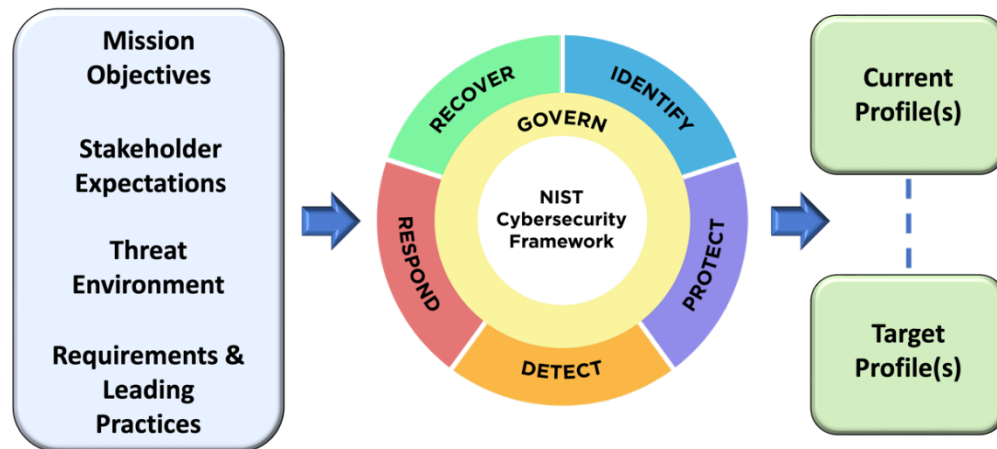 Mission
Objectives
Stakeholder
Expectations
Threat
Environment
Requirements &
Leading
Practices
RECOVER
IDENTIFY
GOVERN
NIST
Cybersecurity
Framework
RESPOND
PROTECT
DETECT
Current
Profile(s)
Target
Profile(s)